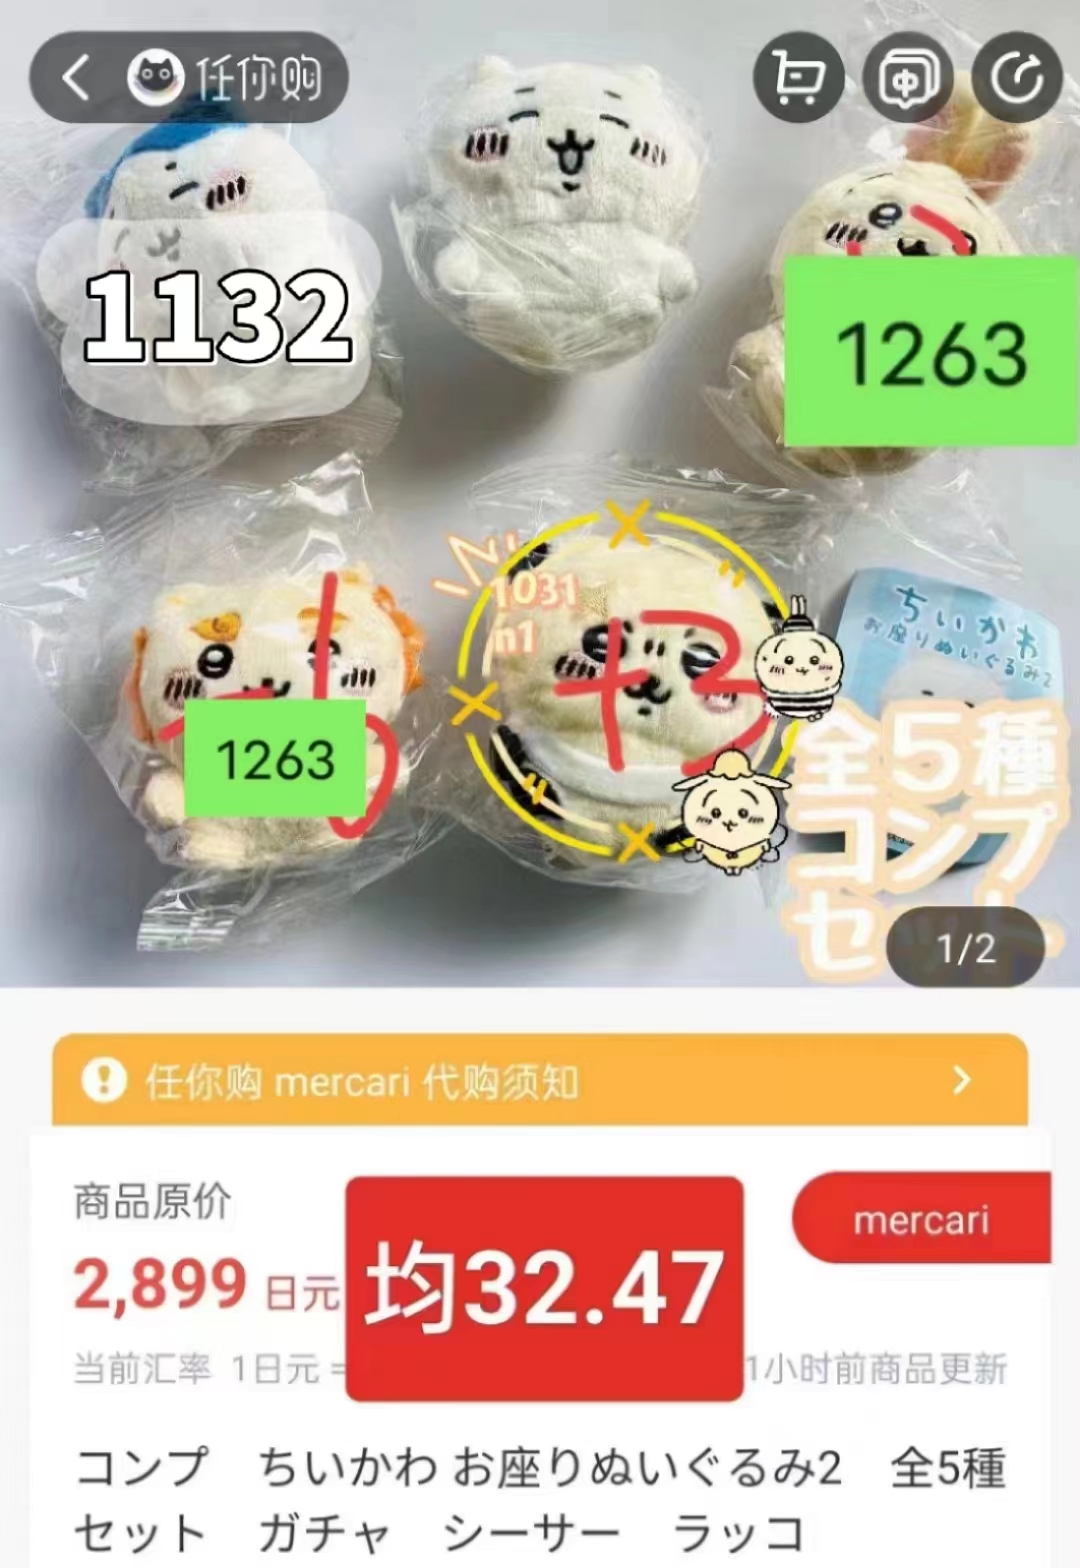 任你购
中
1132
1263
1031
n1
+3
1263
ちいかわ
お座りぬいぐるみ2
全5種
コンプ
セット
1/2
任你购 mercari 代购须知
商品原价
mercari
2,899 日元
均32.47
当前汇率 1日元 =
1小时前商品更新
コンプ ちいかわ お座りぬいぐるみ2 全5種
セット ガチャ シーサー ラッコ